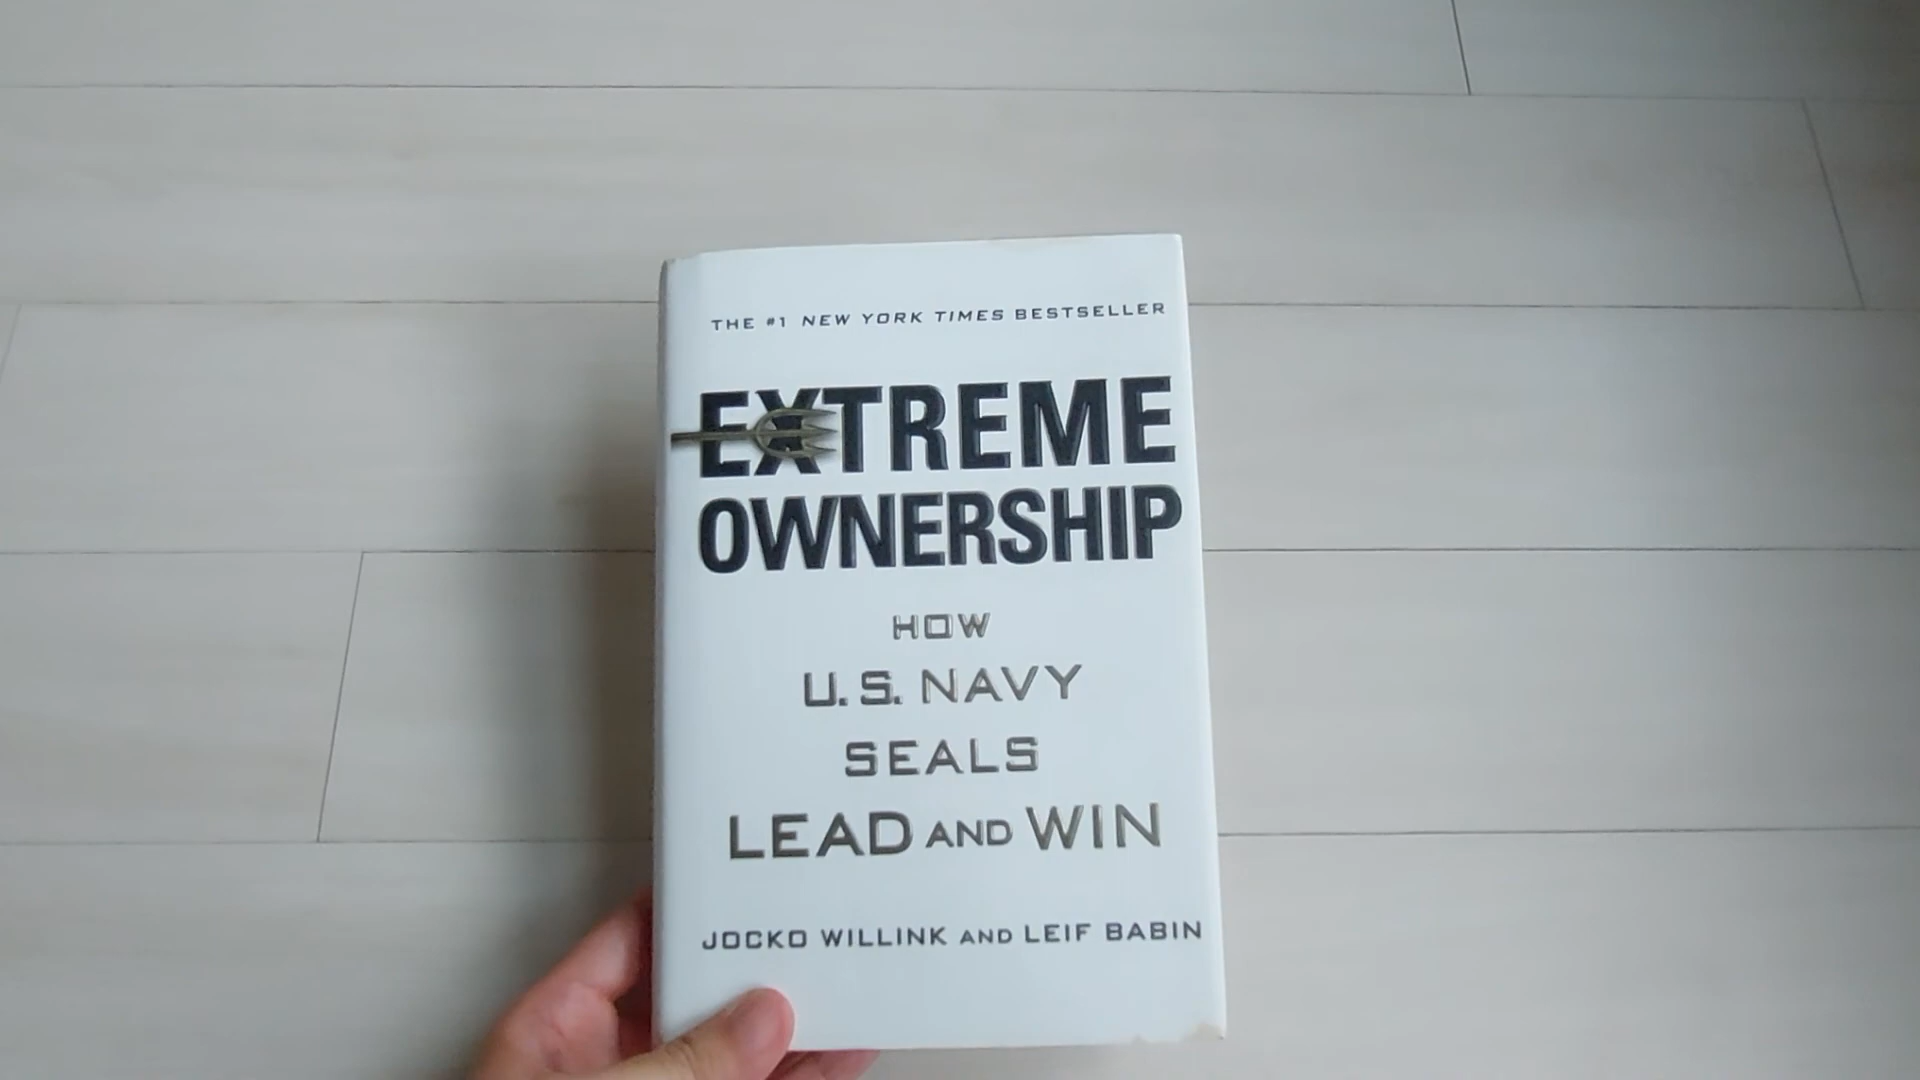 THE #1 NEW YORK TIMES BESTSELLER
EXTREME
OWNERSHIP
HOW
U.S. NAVY
SEALS
LEAD AND WIN
JOCKO WILLINK AND LEIF BABIN